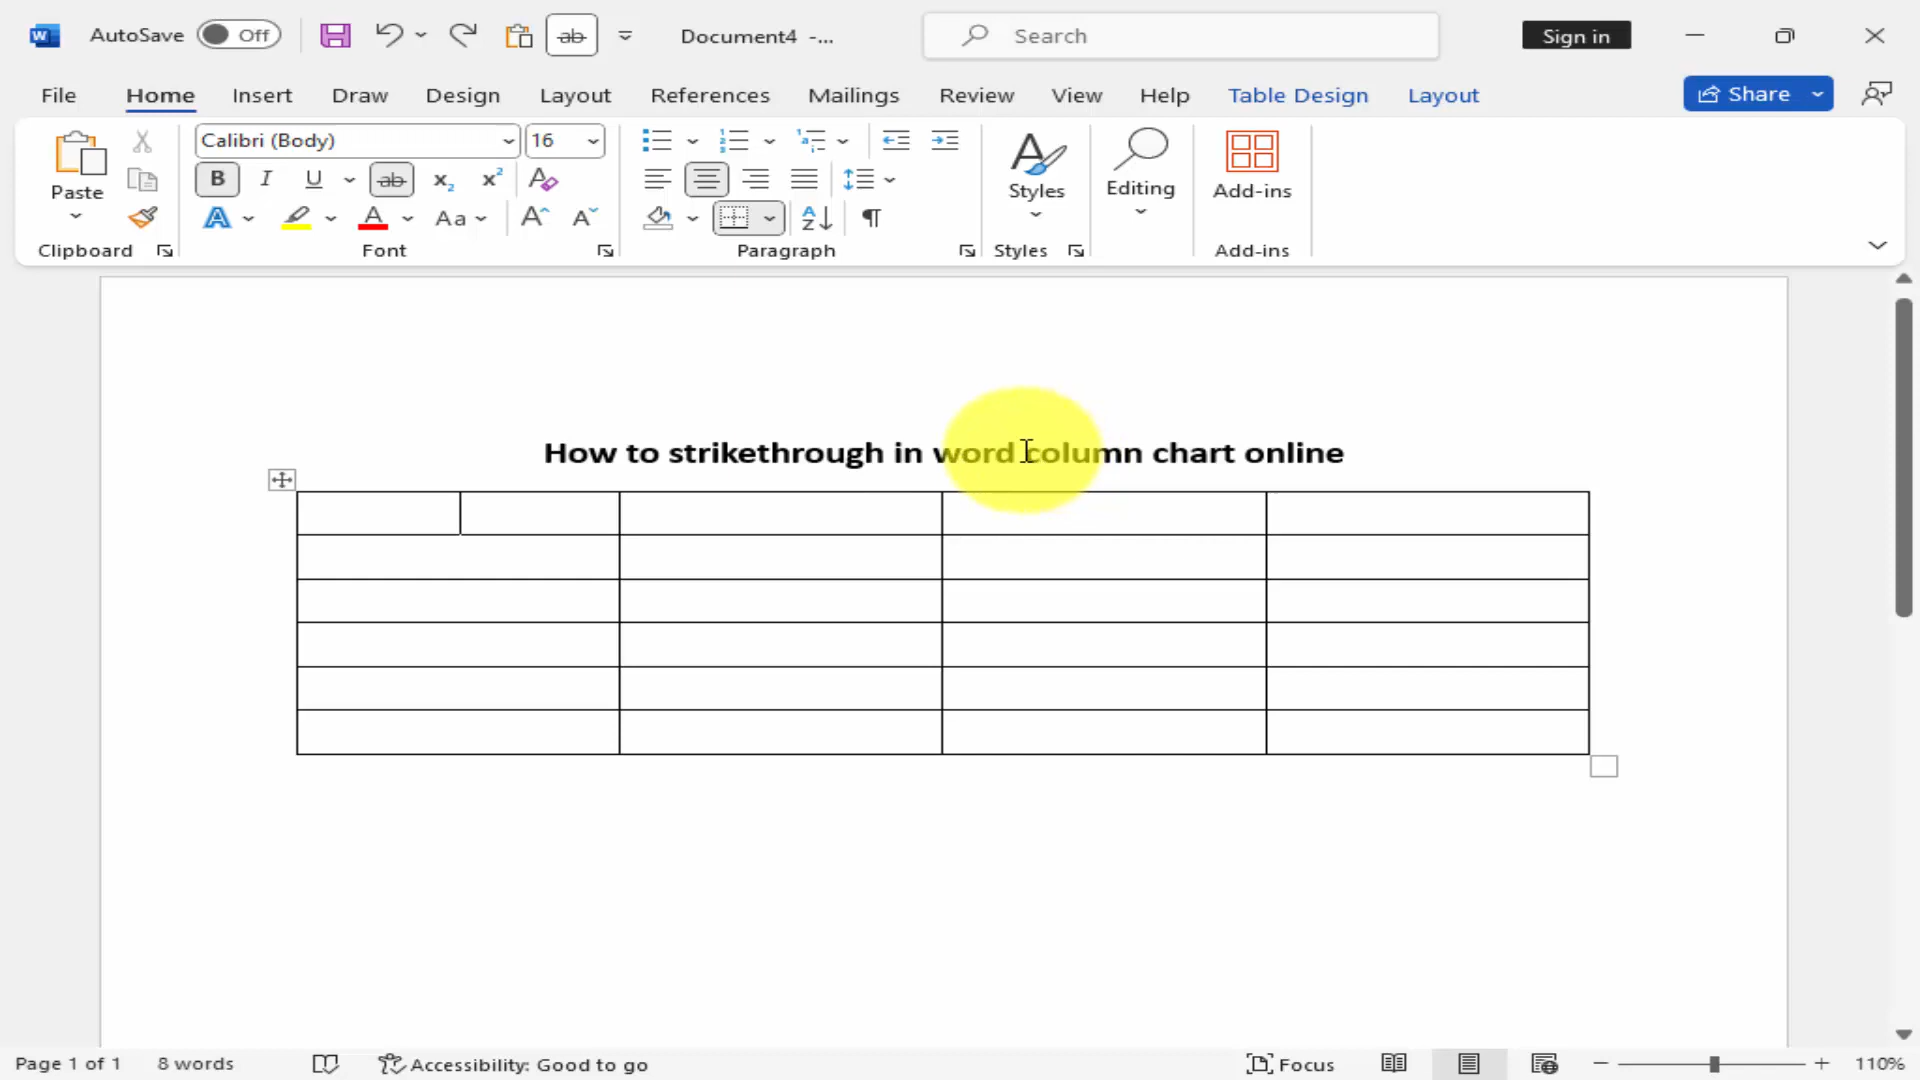 AutoSave Off Document4 -... Search Sign in
File Home Insert Draw Design Layout References Mailings Review View Help Table Design Layout Share
Calibri (Body) 16
Paste Styles Editing Add-ins
Clipboard Font Paragraph Styles Add-ins
How to strikethrough in word column chart online
Page 1 of 1 8 words Accessibility: Good to go Focus 110%